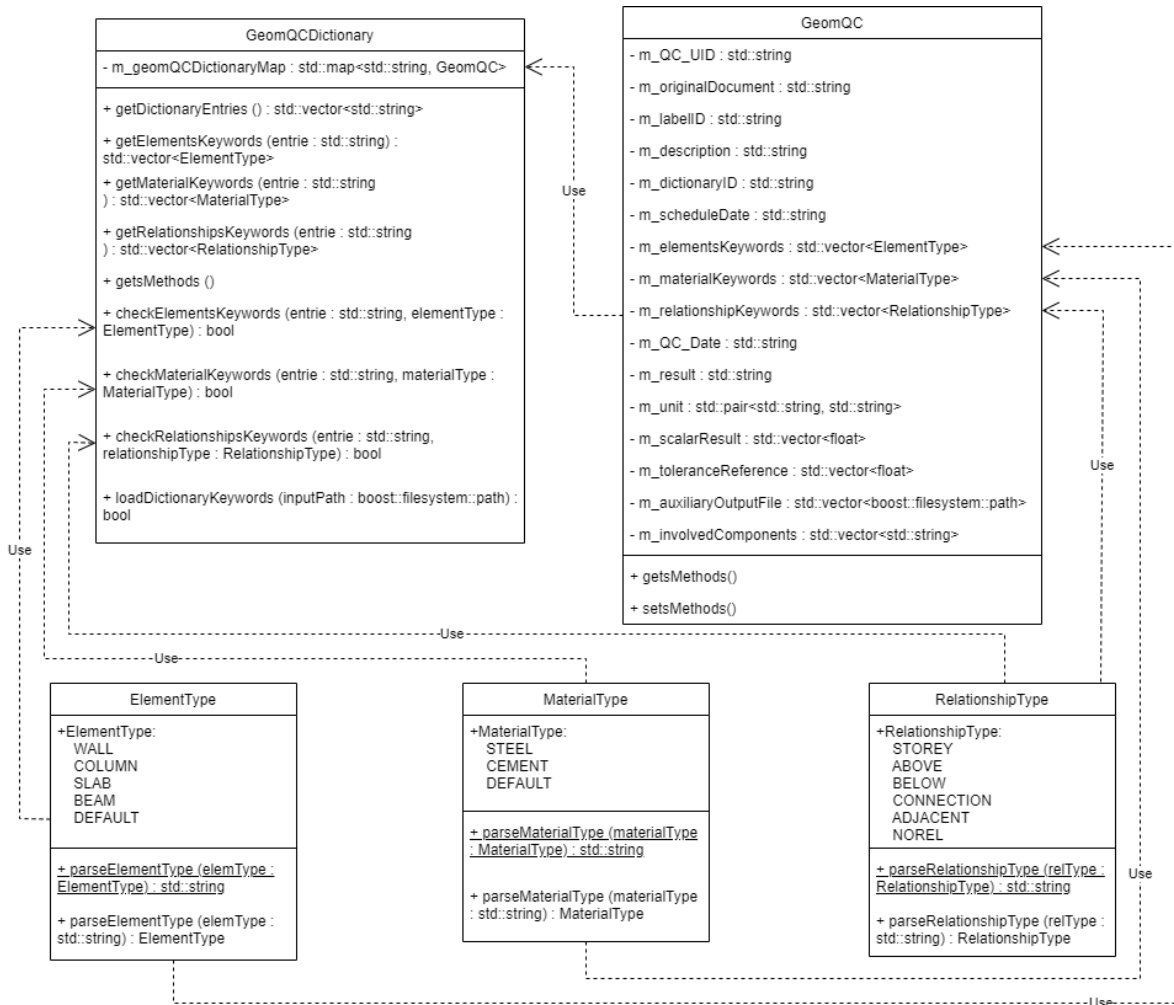 GeomQCDictionary
- m_geomQCDictionaryMap : std::map<std::string, GeomQC>
+ getDictionaryEntries () : std::vector<std::string>
+ getElementsKeywords (entrie : std::string) :
std::vector<ElementType>
+ getMaterialKeywords (entrie : std::string
) : std::vector<MaterialType>
+ getRelationshipsKeywords (entrie : std::string
) : std::vector<RelationshipType>
+ getsMethods ()
+ checkElementsKeywords (entrie : std::string, elementType :
ElementType) : bool
+ checkMaterialKeywords (entrie : std::string, materialType :
MaterialType) : bool
+ checkRelationshipsKeywords (entrie : std::string,
relationshipType : RelationshipType) : bool
+ loadDictionaryKeywords (inputPath : boost::filesystem::path) :
bool
Use
GeomQC
- m_QC_UID : std::string
- m_originalDocument : std::string
- m_labelID : std::string
- m_description : std::string
- m_dictionaryID : std::string
- m_scheduleDate : std::string
- m_elementsKeywords : std::vector<ElementType>
- m_materialKeywords : std::vector<MaterialType>
- m_relationshipKeywords : std::vector<RelationshipType>
- m_QC_Date : std::string
- m_result : std::string
- m_unit : std::pair<std::string, std::string>
- m_scalarResult : std::vector<float>
- m_toleranceReference : std::vector<float>
- m_auxiliaryOutputFile : std::vector<boost::filesystem::path>
- m_involvedComponents : std::vector<std::string>
+ getsMethods()
+ setsMethods()
Use
Use
Use
Use
ElementType
+ElementType:
WALL
COLUMN
SLAB
BEAM
DEFAULT
+ parseElementType (elemType :
ElementType) : std::string
+ parseElementType (elemType :
std::string) : ElementType
MaterialType
+MaterialType:
STEEL
CEMENT
DEFAULT
+ parseMaterialType (materialType
: MaterialType) : std::string
+ parseMaterialType (materialType
: std::string) : MaterialType
RelationshipType
+RelationshipType:
STOREY
ABOVE
BELOW
CONNECTION
ADJACENT
NOREL
+ parseRelationshipType (relType :
RelationshipType) : std::string
+ parseRelationshipType (relType :
std::string) : RelationshipType
Use
Use